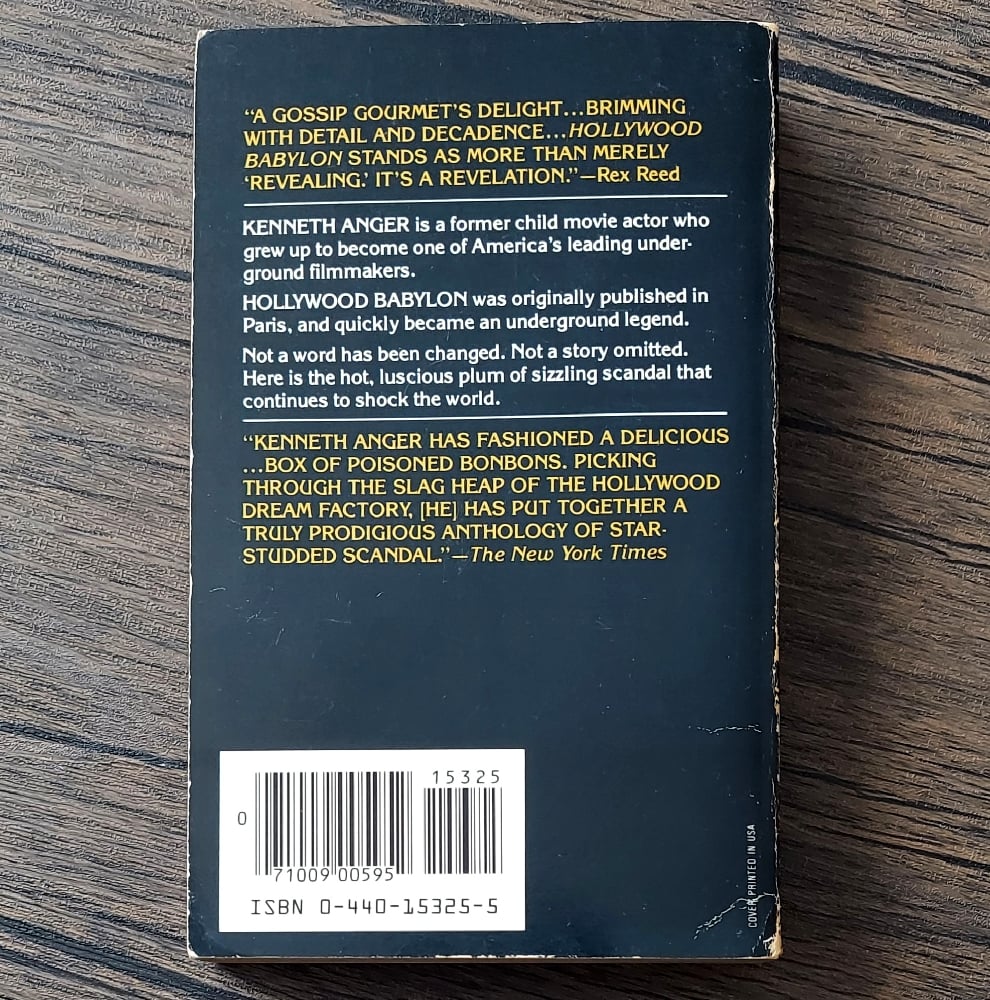 “A GOSSIP GOURMET’S DELIGHT...BRIMMING
WITH DETAIL AND DECADENCE...HOLLYWOOD
BABYLON STANDS AS MORE THAN MERELY
‘REVEALING.’ IT’S A REVELATION.”—Rex Reed
KENNETH ANGER is a former child movie actor who
grew up to become one of America’s leading under-
ground filmmakers.
HOLLYWOOD BABYLON was originally published in
Paris, and quickly became an underground legend.
Not a word has been changed. Not a story omitted.
Here is the hot, luscious plum of sizzling scandal that
continues to shock the world.
“KENNETH ANGER HAS FASHIONED A DELICIOUS
...BOX OF POISONED BONBONS. PICKING
THROUGH THE SLAG HEAP OF THE HOLLYWOOD
DREAM FACTORY, [HE] HAS PUT TOGETHER A
TRULY PRODIGIOUS ANTHOLOGY OF STAR-
STUDDED SCANDAL.”—The New York Times
15325
0
71009 00595
ISBN 0-440-15325-5
COVER PRINTED IN USA